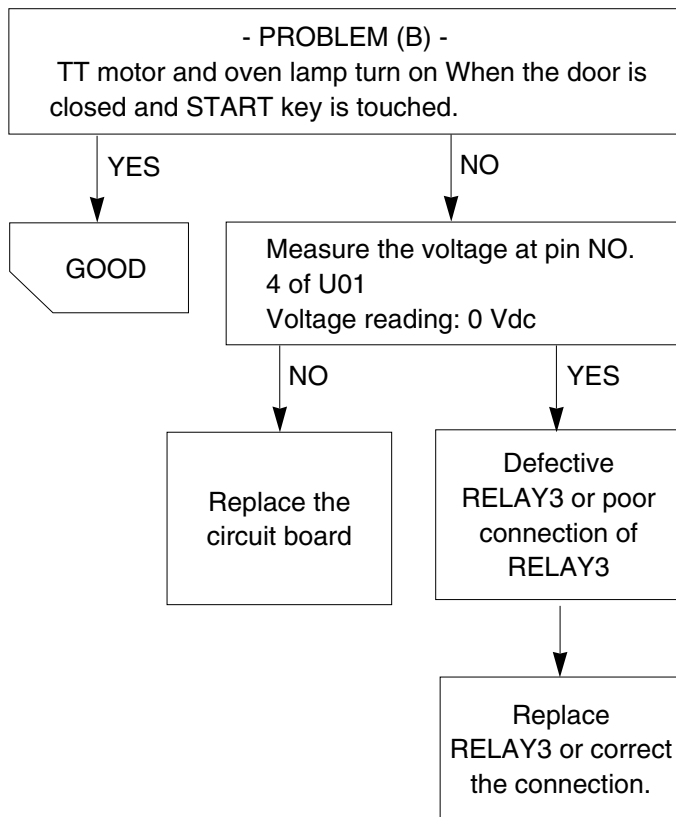 - PROBLEM (B) -
TT motor and oven lamp turn on When the door is
closed and START key is touched.
YES
NO
GOOD
Measure the voltage at pin NO.
4 of U01
Voltage reading: 0 Vdc
NO
YES
Replace the
circuit board
Defective
RELAY3 or poor
connection of
RELAY3
Replace
RELAY3 or correct
the connection.